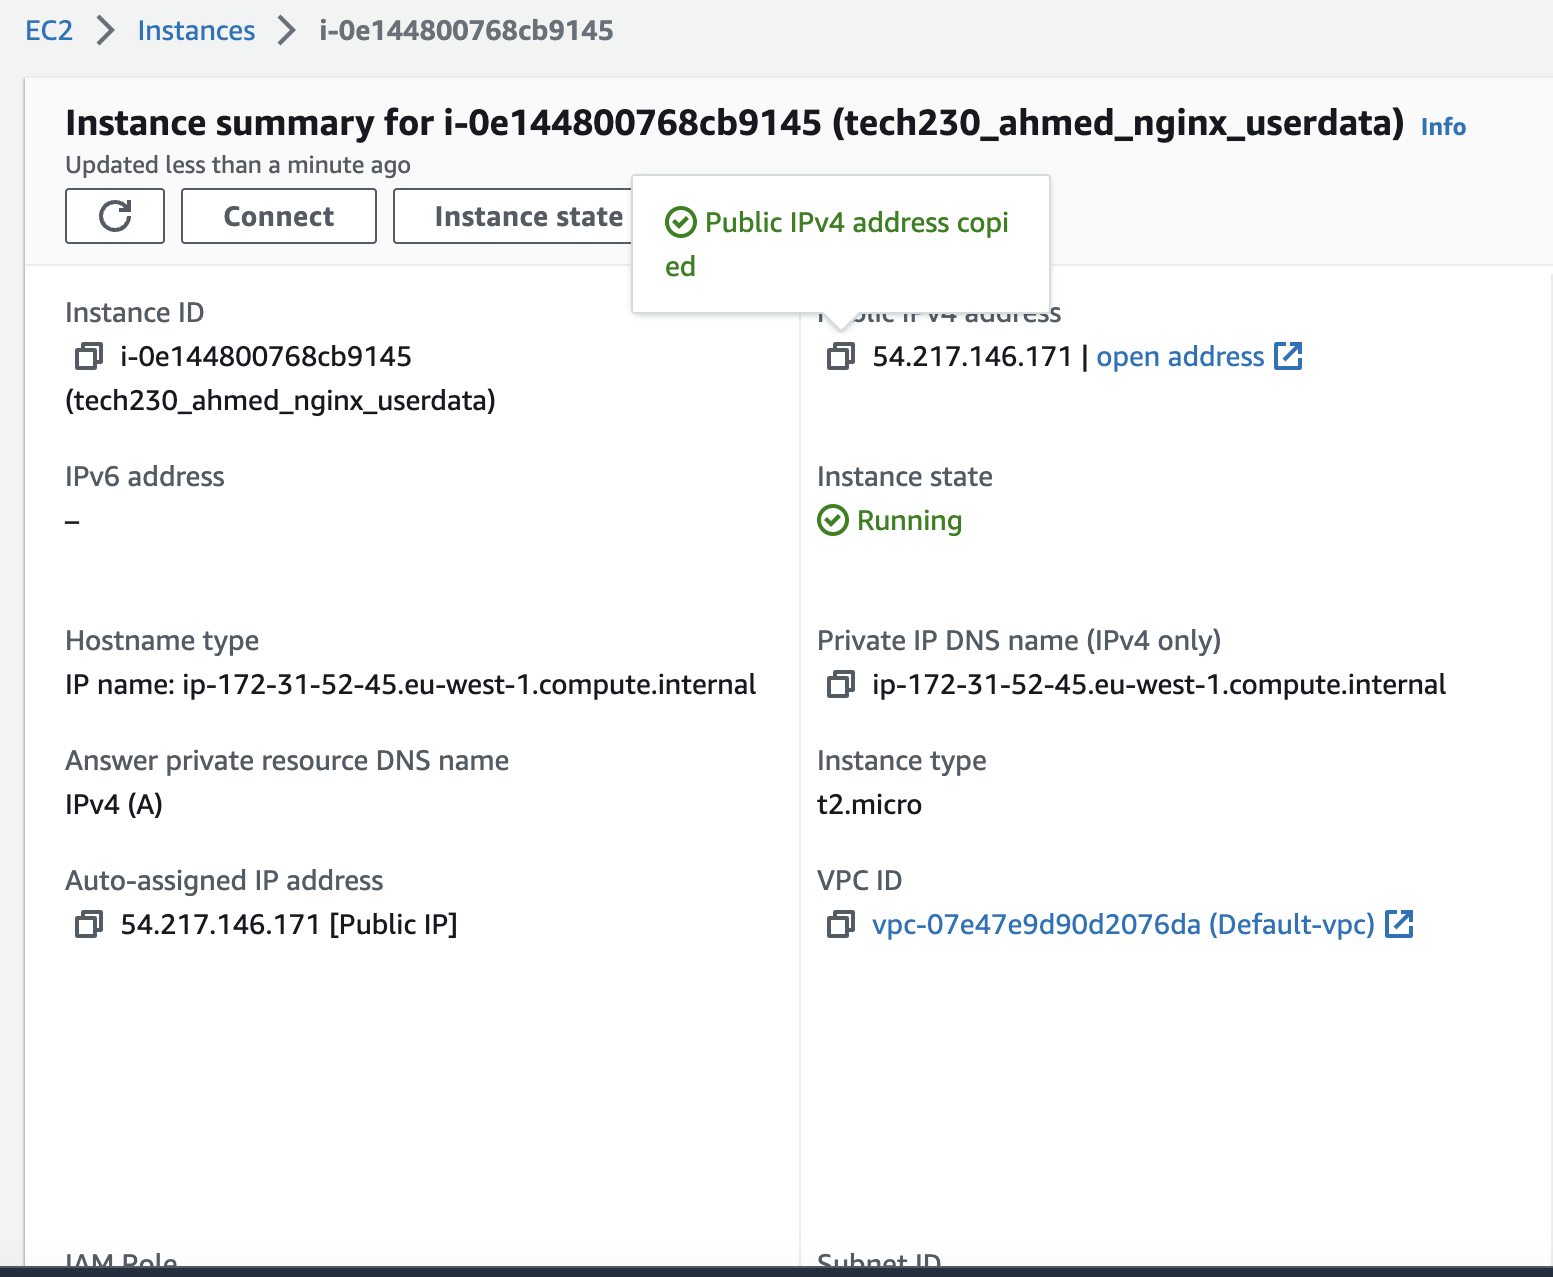 EC2 > Instances > i-0e144800768cb9145
Instance summary for i-0e144800768cb9145 (tech230_ahmed_nginx_userdata) Info
Updated less than a minute ago
Connect
Instance state
Public IPv4 address copi
ed
Instance ID
i-0e144800768cb9145
(tech230_ahmed_nginx_userdata)
Public IPv4 address
54.217.146.171 | open address
IPv6 address
–
Instance state
Running
Hostname type
IP name: ip-172-31-52-45.eu-west-1.compute.internal
Private IP DNS name (IPv4 only)
ip-172-31-52-45.eu-west-1.compute.internal
Answer private resource DNS name
IPv4 (A)
Instance type
t2.micro
Auto-assigned IP address
54.217.146.171 [Public IP]
VPC ID
vpc-07e47e9d90d2076da (Default-vpc)
IAM Role
Subnet ID